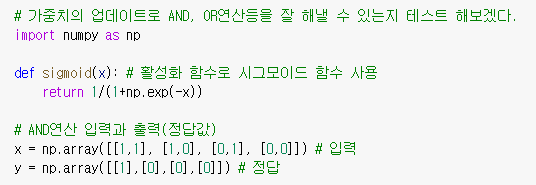 # 가중치의 업데이트로 AND, OR연산등을 잘 해낼 수 있는지 테스트 해보겠다.
import numpy as np
def sigmoid(x): # 활성화 함수로 시그모이드 함수 사용
    return 1/(1+np.exp(-x))
# AND연산 입력과 출력(정답값)
x = np.array([[1,1], [1,0], [0,1], [0,0]]) # 입력
y = np.array([[1],[0],[0],[0]]) # 정답